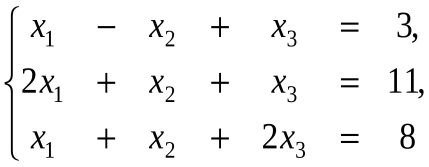 x₁ − x₂ + x₃ = 3,
2x₁ + x₂ + x₃ = 11,
x₁ + x₂ + 2x₃ = 8